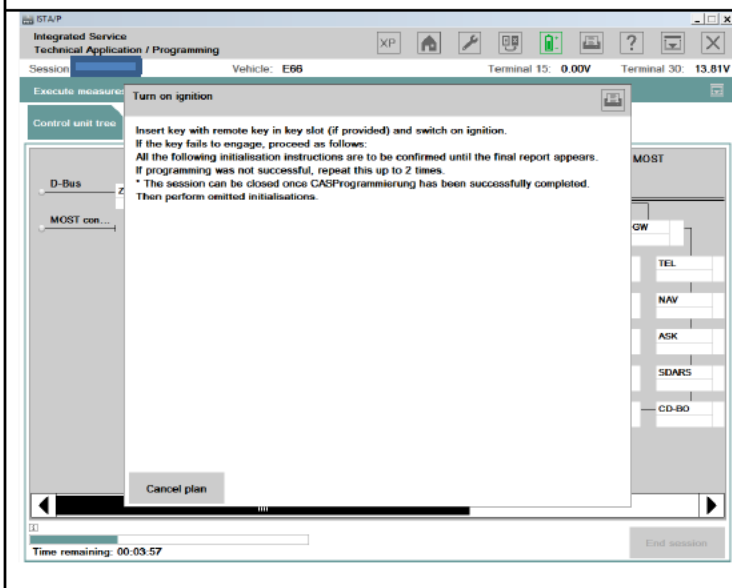 ISTA/P
Integrated Service
Technical Application / Programming
XP
?
Session
Vehicle: E66
Terminal 15: 0.00V
Terminal 30: 13.81V
Execute measures
Turn on ignition
Control unit tree
Insert key with remote key in key slot (if provided) and switch on ignition.
If the key fails to engage, proceed as follows:
All the following initialisation instructions are to be confirmed until the final report appears.
If programming was not successful, repeat this up to 2 times.
* The session can be closed once CASProgrammierung has been successfully completed.
Then perform omitted initialisations.
MOST
D-Bus
Z
MOST con...
GW
TEL
NAV
ASK
SDARS
CD-BO
Cancel plan
Time remaining: 00:03:57
End session